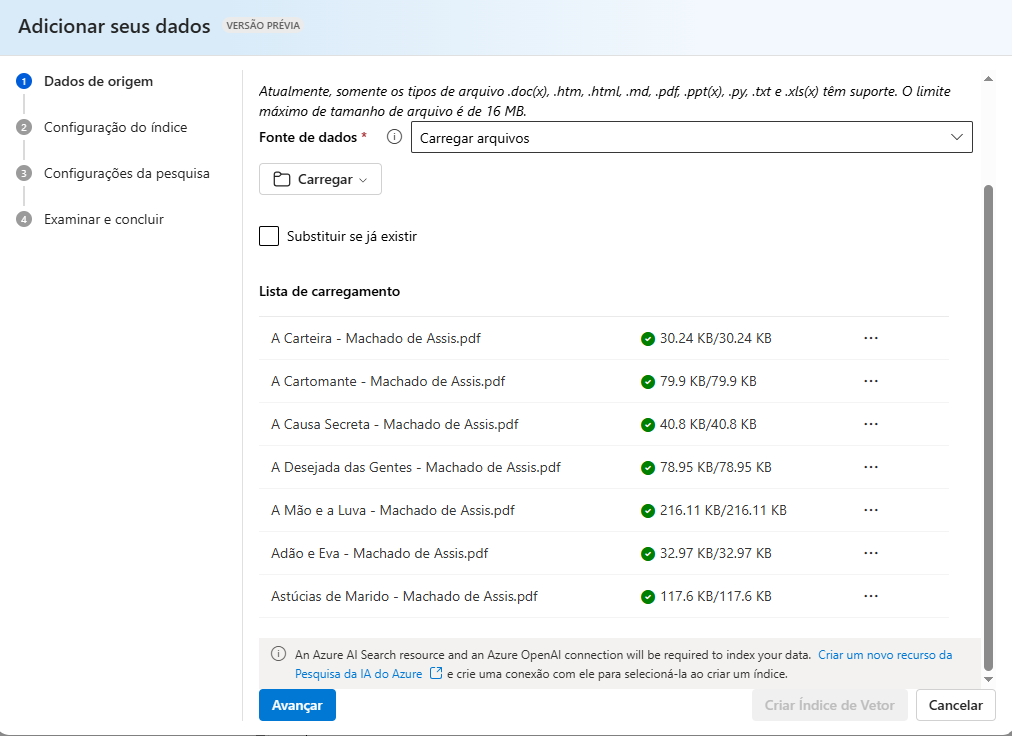 Adicionar seus dados VERSÃO PRÉVIA
1 Dados de origem
2 Configuração do índice
3 Configurações da pesquisa
4 Examinar e concluir
Atualmente, somente os tipos de arquivo .doc(x), .htm, .html, .md, .pdf, .ppt(x), .py, .txt e .xls(x) têm suporte. O limite
máximo de tamanho de arquivo é de 16 MB.
Fonte de dados * Carregar arquivos
Carregar
Substituir se já existir
Lista de carregamento
A Carteira - Machado de Assis.pdf 30.24 KB/30.24 KB ...
A Cartomante - Machado de Assis.pdf 79.9 KB/79.9 KB ...
A Causa Secreta - Machado de Assis.pdf 40.8 KB/40.8 KB ...
A Desejada das Gentes - Machado de Assis.pdf 78.95 KB/78.95 KB ...
A Mão e a Luva - Machado de Assis.pdf 216.11 KB/216.11 KB ...
Adão e Eva - Machado de Assis.pdf 32.97 KB/32.97 KB ...
Astúcias de Marido - Machado de Assis.pdf 117.6 KB/117.6 KB ...
An Azure AI Search resource and an Azure OpenAI connection will be required to index your data. Criar um novo recurso da
Pesquisa da IA do Azure e crie uma conexão com ele para selecioná-la ao criar um índice.
Avançar Criar Índice de Vetor Cancelar